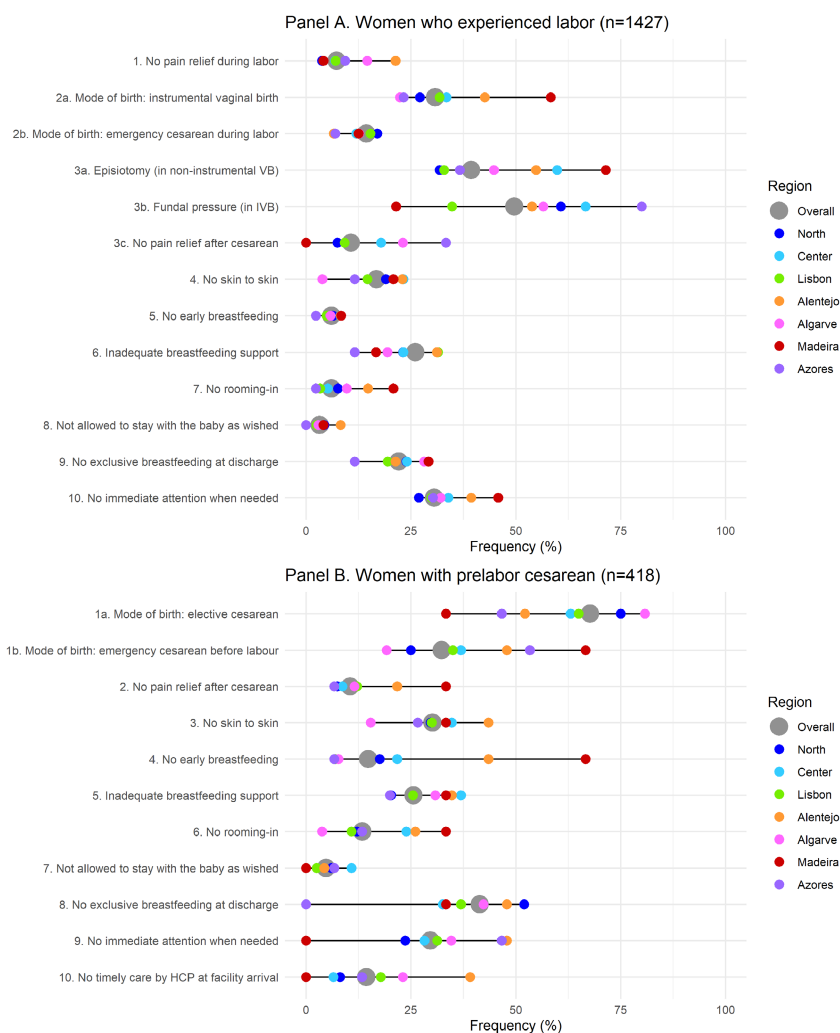 Panel A. Women who experienced labor (n=1427)
1. No pain relief during labor
2a. Mode of birth: instrumental vaginal birth
2b. Mode of birth: emergency cesarean during labor
3a. Episiotomy (in non-instrumental VB)
3b. Fundal pressure (in IVB)
3c. No pain relief after cesarean
4. No skin to skin
5. No early breastfeeding
6. Inadequate breastfeeding support
7. No rooming-in
8. Not allowed to stay with the baby as wished
9. No exclusive breastfeeding at discharge
10. No immediate attention when needed
0 25 50 75 100
Frequency (%)
Region
Overall
North
Center
Lisbon
Alentejo
Algarve
Madeira
Azores
Panel B. Women with prelabor cesarean (n=418)
1a. Mode of birth: elective cesarean
1b. Mode of birth: emergency cesarean before labour
2. No pain relief after cesarean
3. No skin to skin
4. No early breastfeeding
5. Inadequate breastfeeding support
6. No rooming-in
7. Not allowed to stay with the baby as wished
8. No exclusive breastfeeding at discharge
9. No immediate attention when needed
10. No timely care by HCP at facility arrival
0 25 50 75 100
Frequency (%)
Region
Overall
North
Center
Lisbon
Alentejo
Algarve
Madeira
Azores